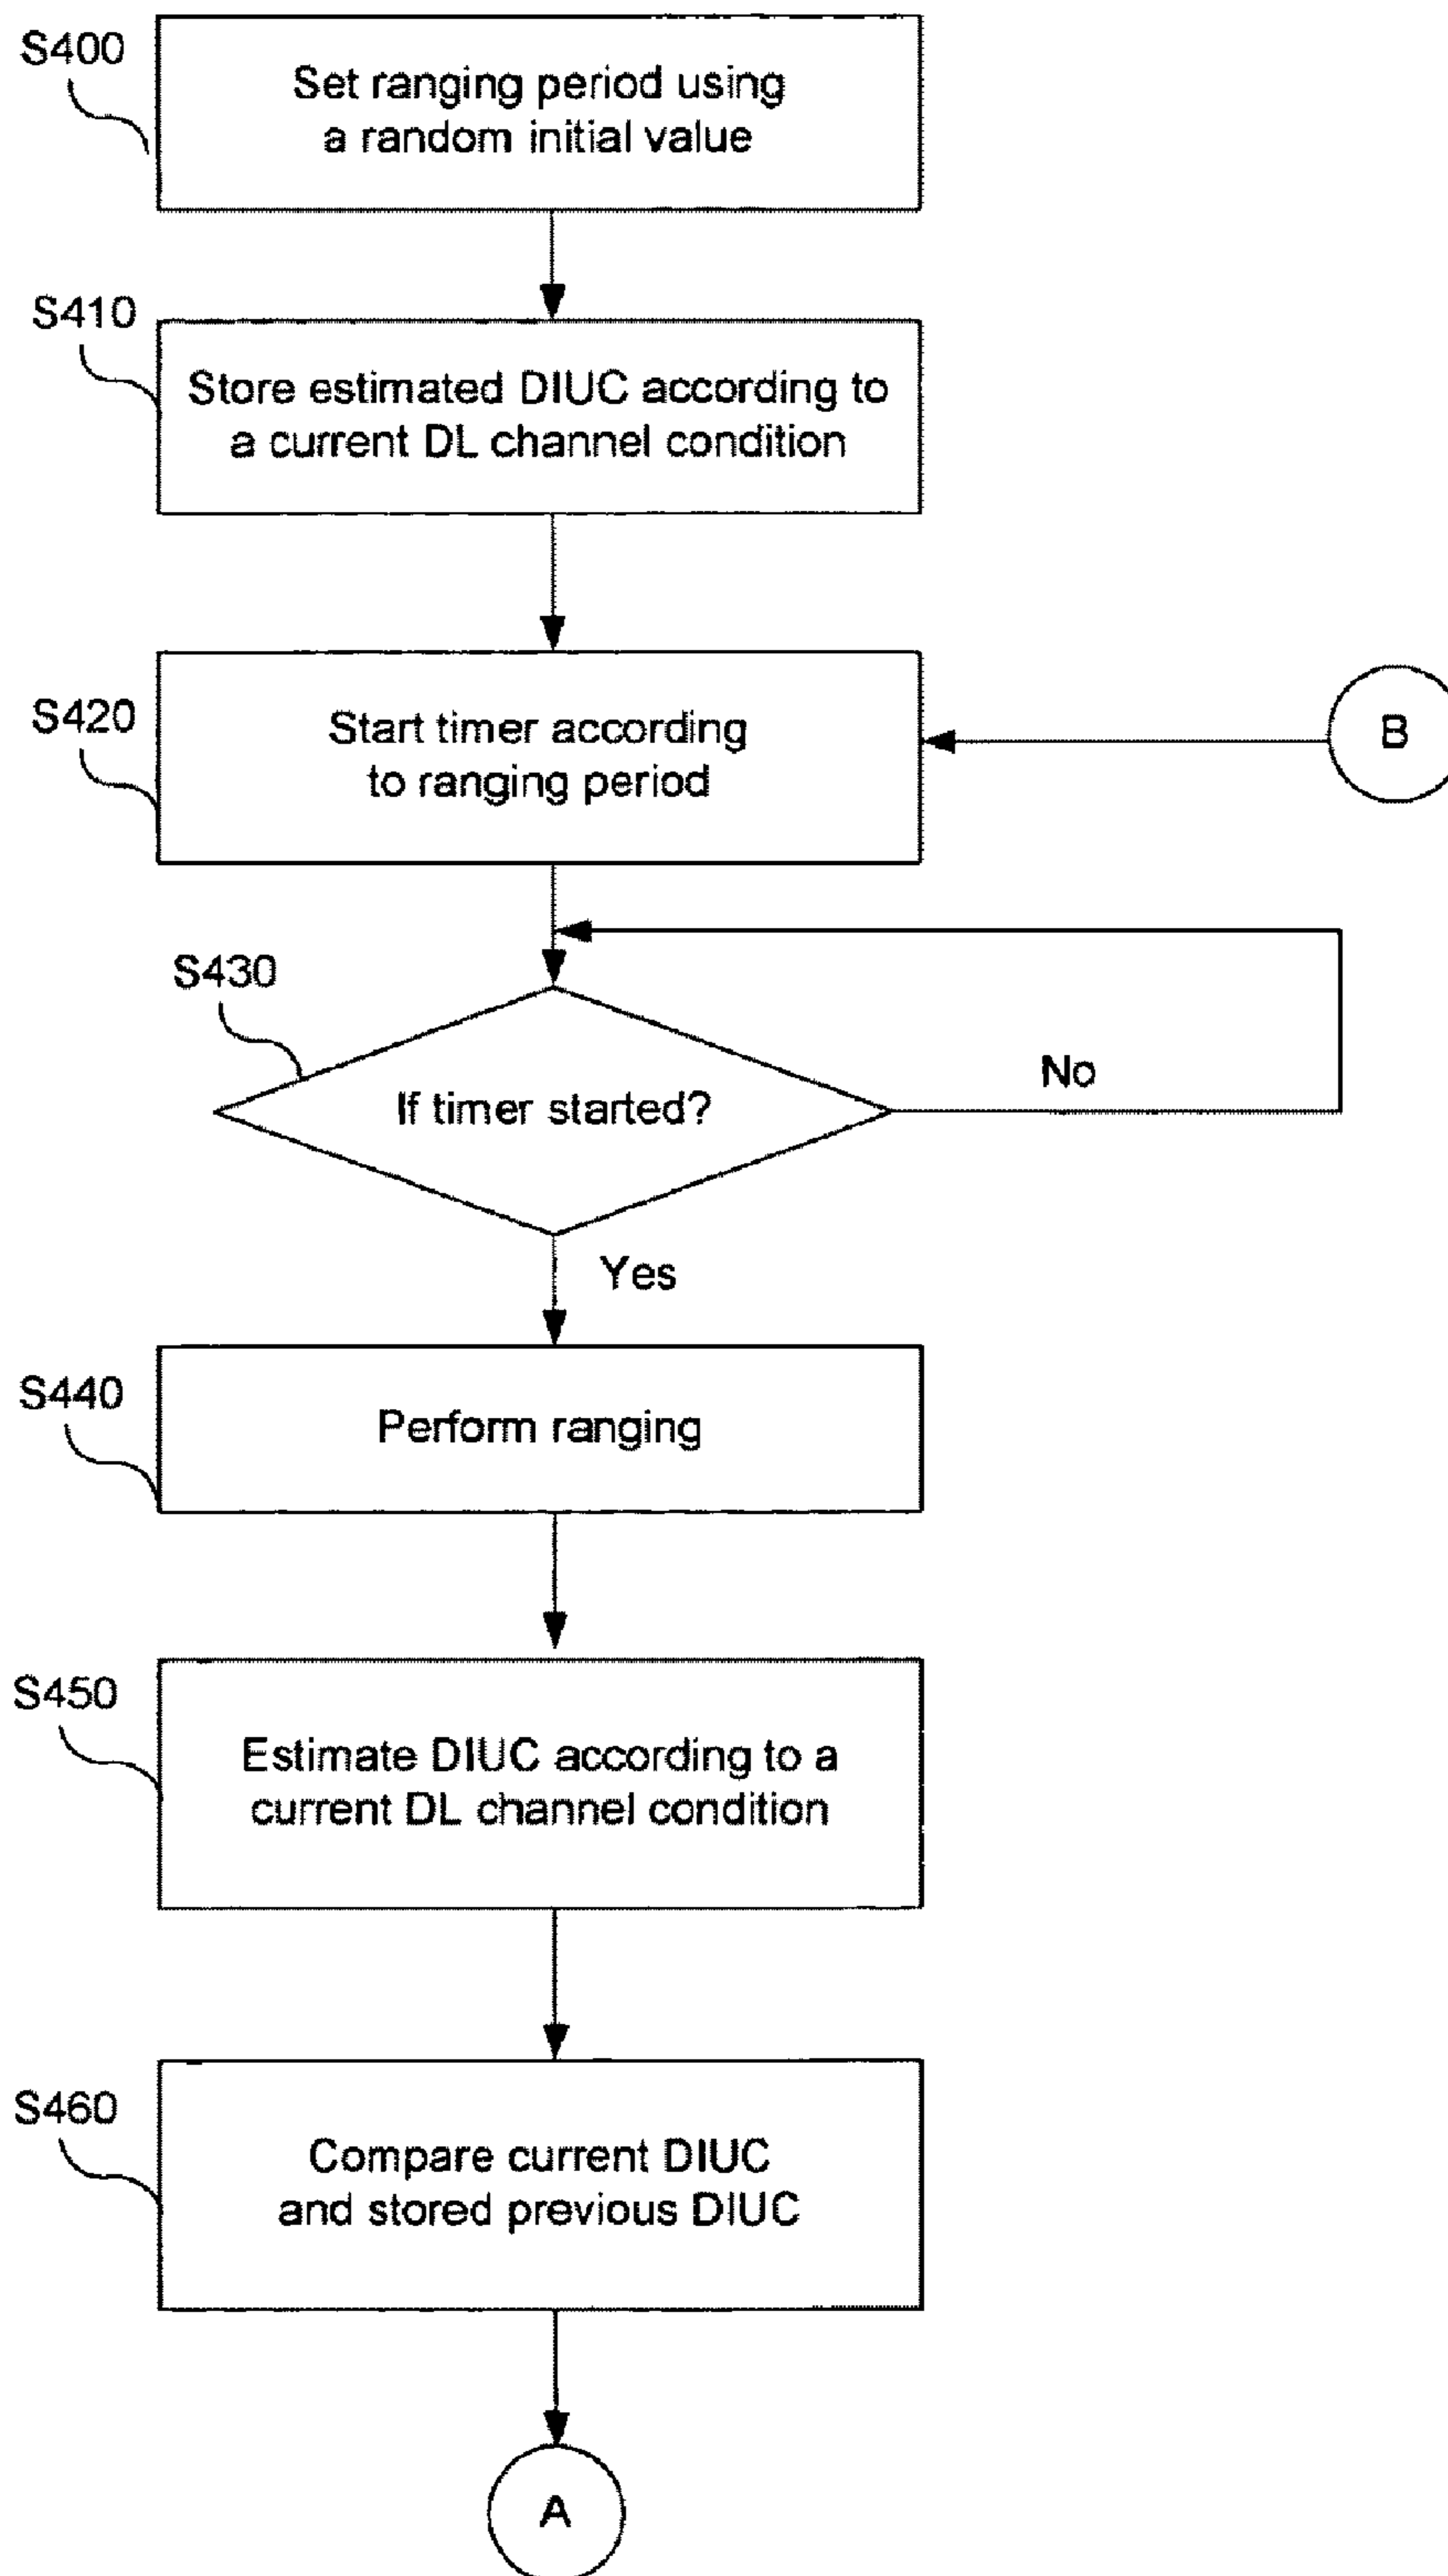 S400
Set ranging period using
a random initial value
S410
Store estimated DIUC according to
a current DL channel condition
S420
Start timer according
to ranging period
B
S430
If timer started?
No
Yes
S440
Perform ranging
S450
Estimate DIUC according to a
current DL channel condition
S460
Compare current DIUC
and stored previous DIUC
A